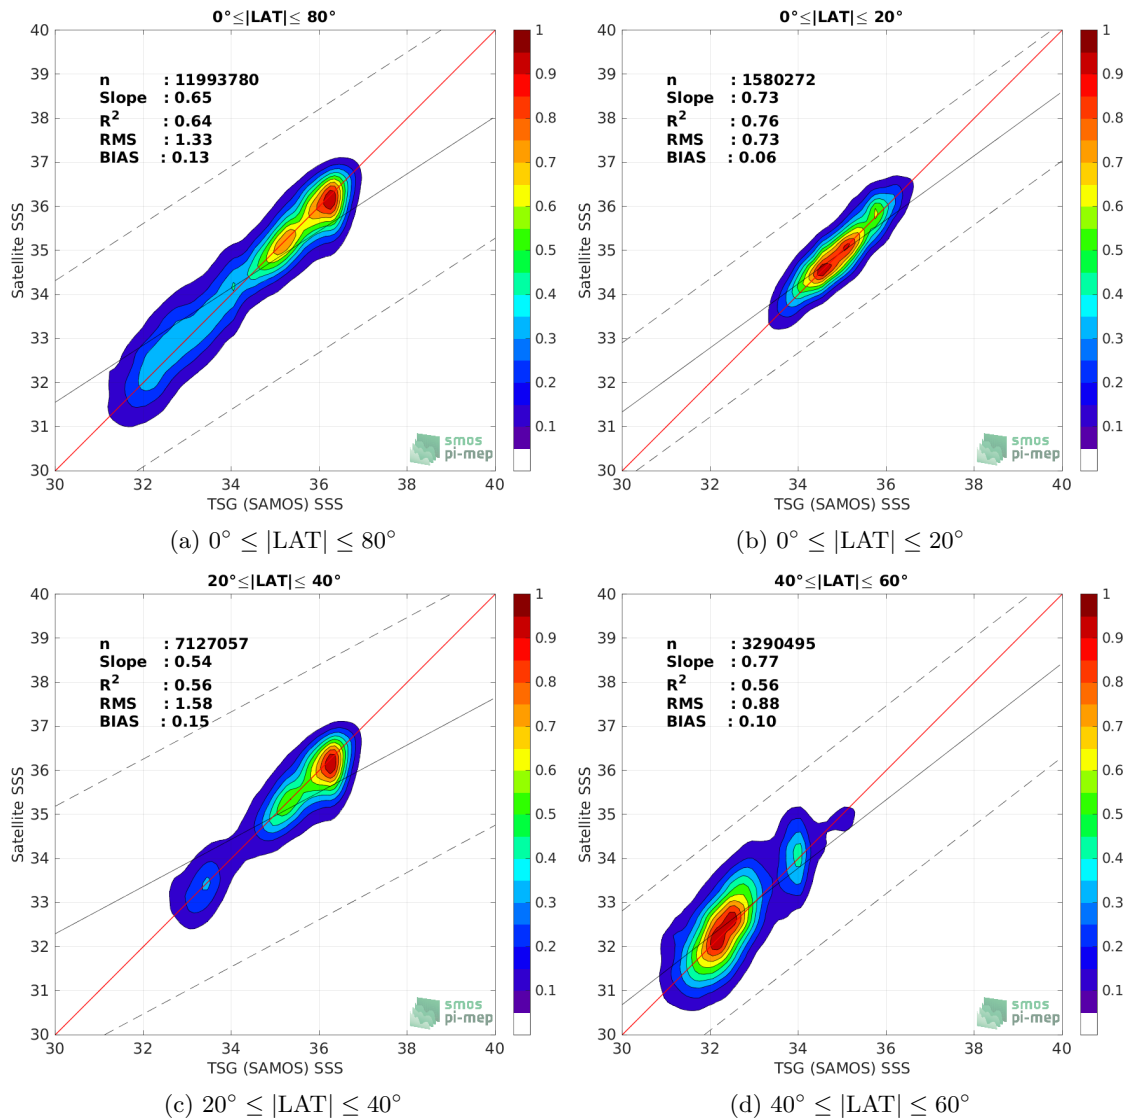 0°≤|LAT|≤ 80°
n : 11993780
Slope : 0.65
R² : 0.64
RMS : 1.33
BIAS : 0.13
Satellite SSS
40
39
38
37
36
35
34
33
32
31
30
30 32 34 36 38 40
TSG (SAMOS) SSS
1
0.9
0.8
0.7
0.6
0.5
0.4
0.3
0.2
0.1
smos
pi-mep
(a) 0° ≤ |LAT| ≤ 80°
0°≤|LAT|≤ 20°
n : 1580272
Slope : 0.73
R² : 0.76
RMS : 0.73
BIAS : 0.06
Satellite SSS
40
39
38
37
36
35
34
33
32
31
30
30 32 34 36 38 40
TSG (SAMOS) SSS
1
0.9
0.8
0.7
0.6
0.5
0.4
0.3
0.2
0.1
smos
pi-mep
(b) 0° ≤ |LAT| ≤ 20°
20°≤|LAT|≤ 40°
n : 7127057
Slope : 0.54
R² : 0.56
RMS : 1.58
BIAS : 0.15
Satellite SSS
40
39
38
37
36
35
34
33
32
31
30
30 32 34 36 38 40
TSG (SAMOS) SSS
1
0.9
0.8
0.7
0.6
0.5
0.4
0.3
0.2
0.1
smos
pi-mep
(c) 20° ≤ |LAT| ≤ 40°
40°≤|LAT|≤ 60°
n : 3290495
Slope : 0.77
R² : 0.56
RMS : 0.88
BIAS : 0.10
Satellite SSS
40
39
38
37
36
35
34
33
32
31
30
30 32 34 36 38 40
TSG (SAMOS) SSS
1
0.9
0.8
0.7
0.6
0.5
0.4
0.3
0.2
0.1
smos
pi-mep
(d) 40° ≤ |LAT| ≤ 60°